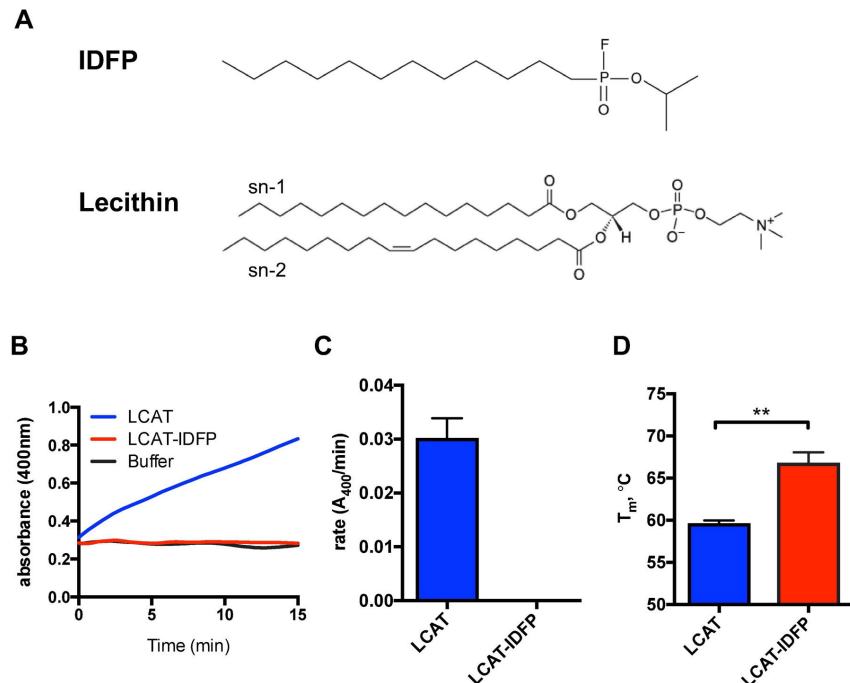 A
IDFP
F
P
O
O
Lecithin
sn-1
O
O
O
P
O
O
O⁻
N⁺
O
H
O
sn-2
B
absorbance (400nm)
1.0
0.8
0.6
0.4
0.2
0.0
LCAT
LCAT-IDFP
Buffer
0 5 10 15
Time (min)
C
rate (A₄₀₀/min)
0.04
0.03
0.02
0.01
0.00
LCAT
LCAT-IDFP
D
Tₘ, °C
75
70
65
60
55
50
**
LCAT
LCAT-IDFP